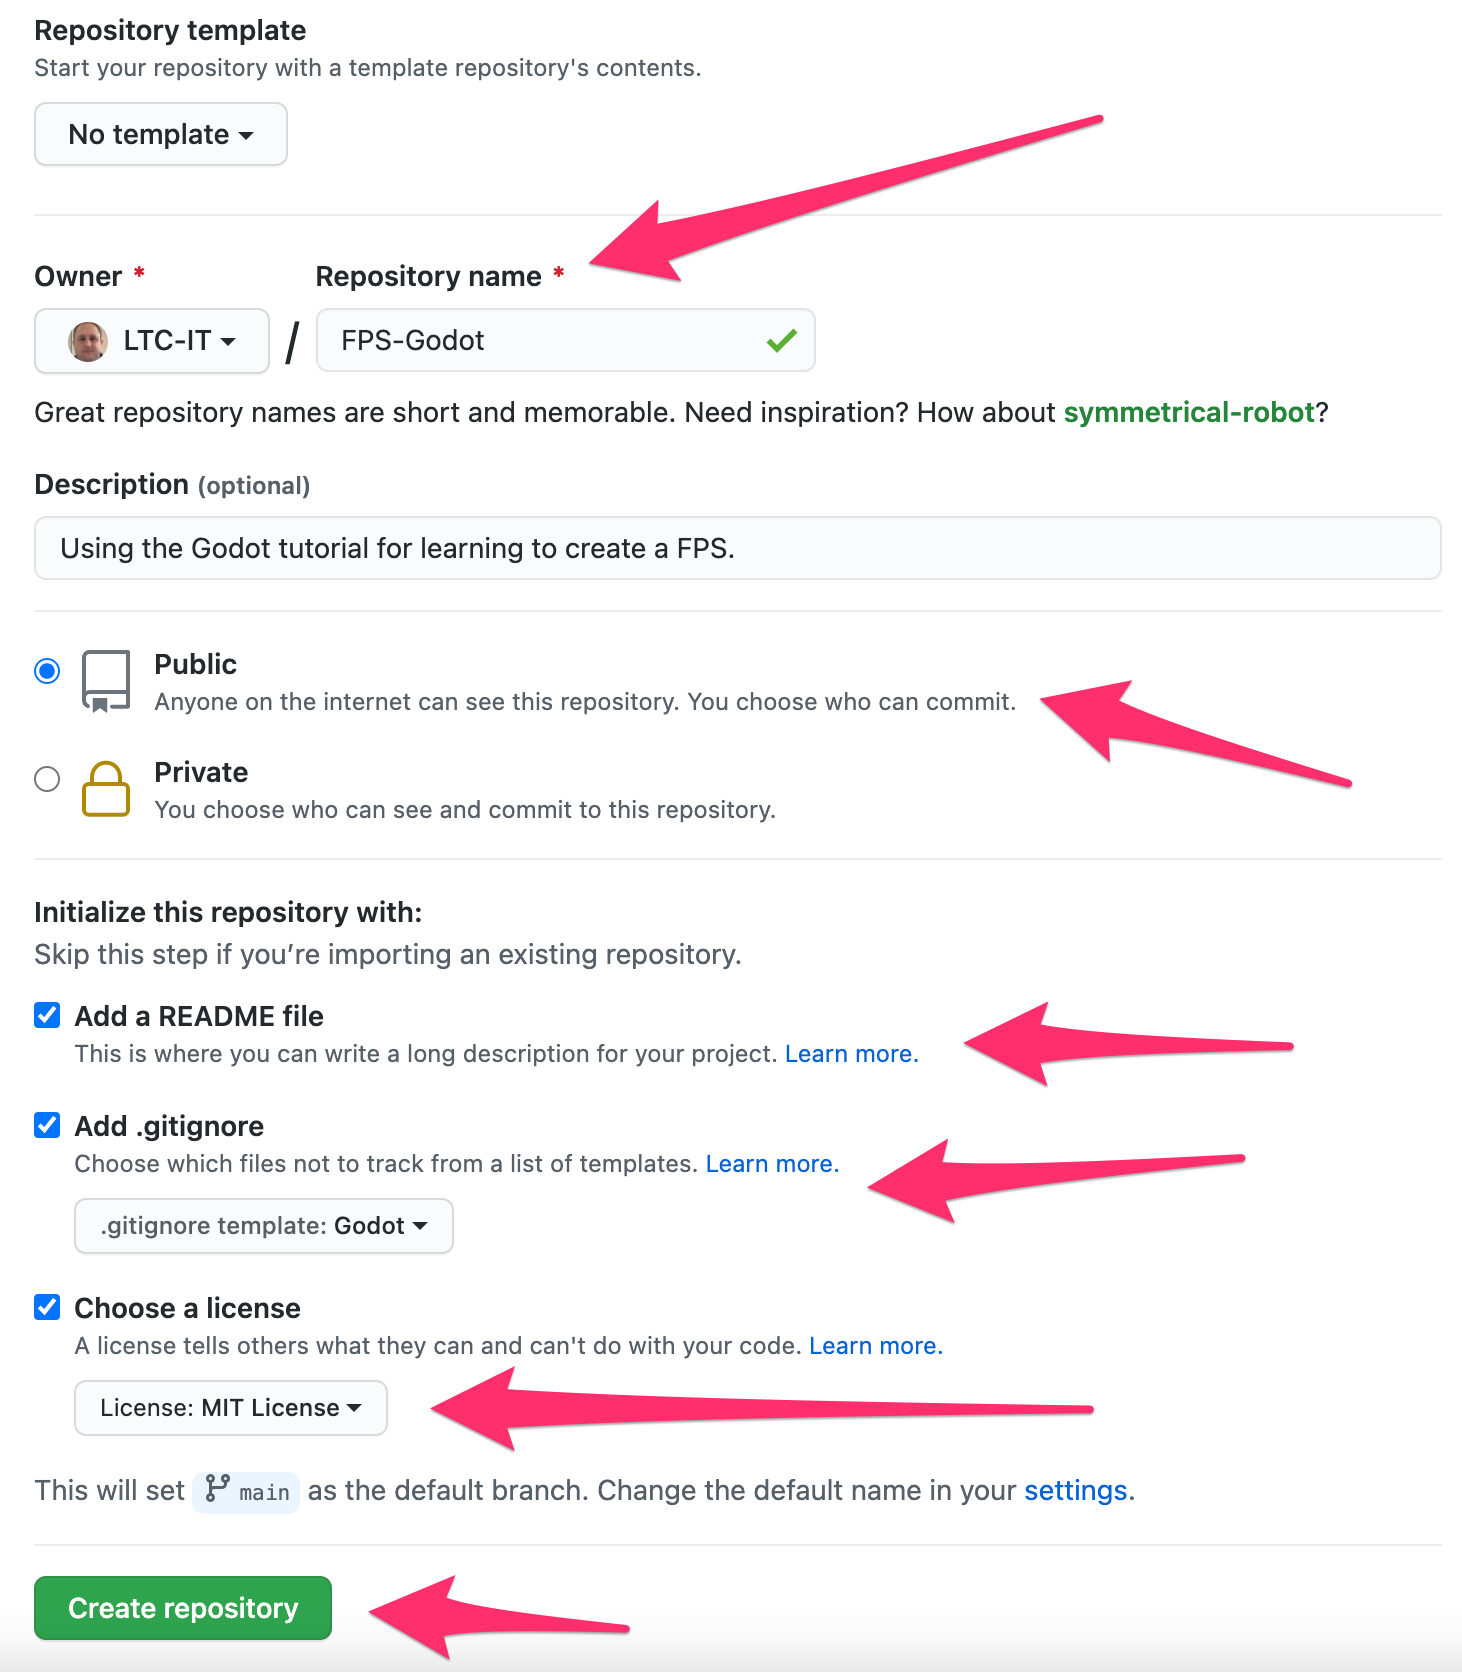 Repository template
Start your repository with a template repository's contents.
No template
Owner * Repository name *
LTC-IT / FPS-Godot
Great repository names are short and memorable. Need inspiration? How about symmetrical-robot?
Description (optional)
Using the Godot tutorial for learning to create a FPS.
Public
Anyone on the internet can see this repository. You choose who can commit.
Private
You choose who can see and commit to this repository.
Initialize this repository with:
Skip this step if you’re importing an existing repository.
Add a README file
This is where you can write a long description for your project. Learn more.
Add .gitignore
Choose which files not to track from a list of templates. Learn more.
.gitignore template: Godot
Choose a license
A license tells others what they can and can't do with your code. Learn more.
License: MIT License
This will set main as the default branch. Change the default name in your settings.
Create repository